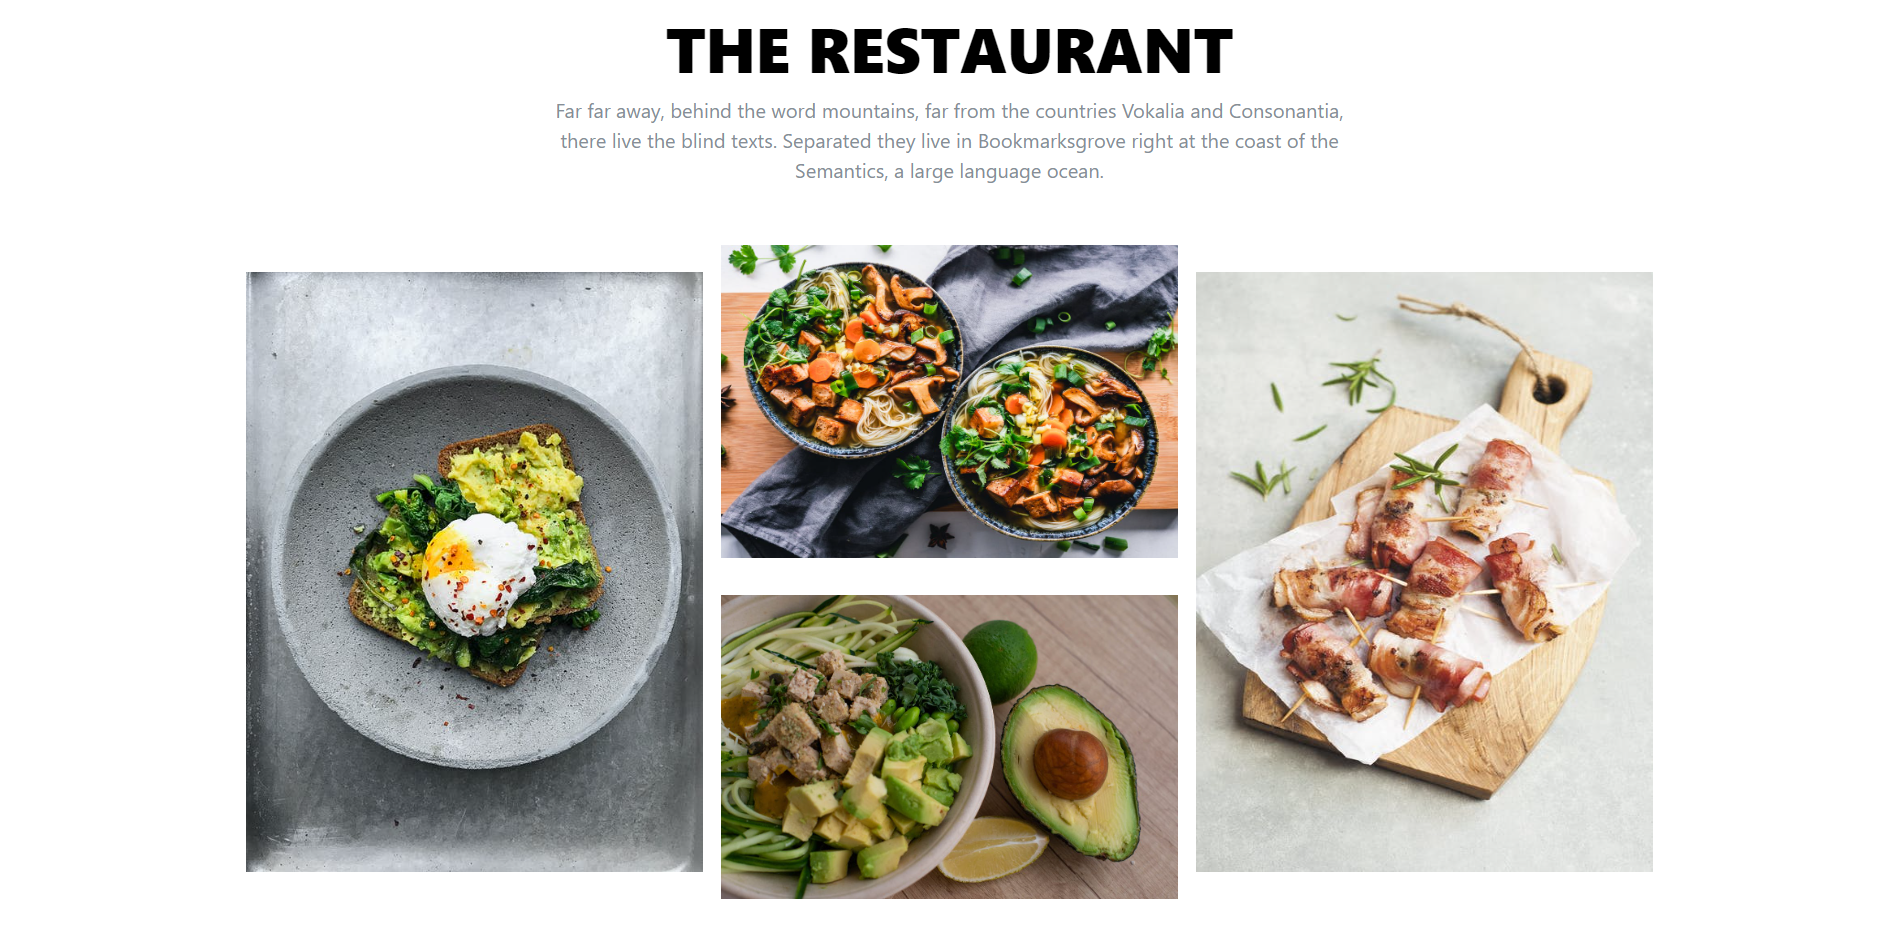 THE RESTAURANT
Far far away, behind the word mountains, far from the countries Vokalia and Consonantia,
there live the blind texts. Separated they live in Bookmarksgrove right at the coast of the
Semantics, a large language ocean.